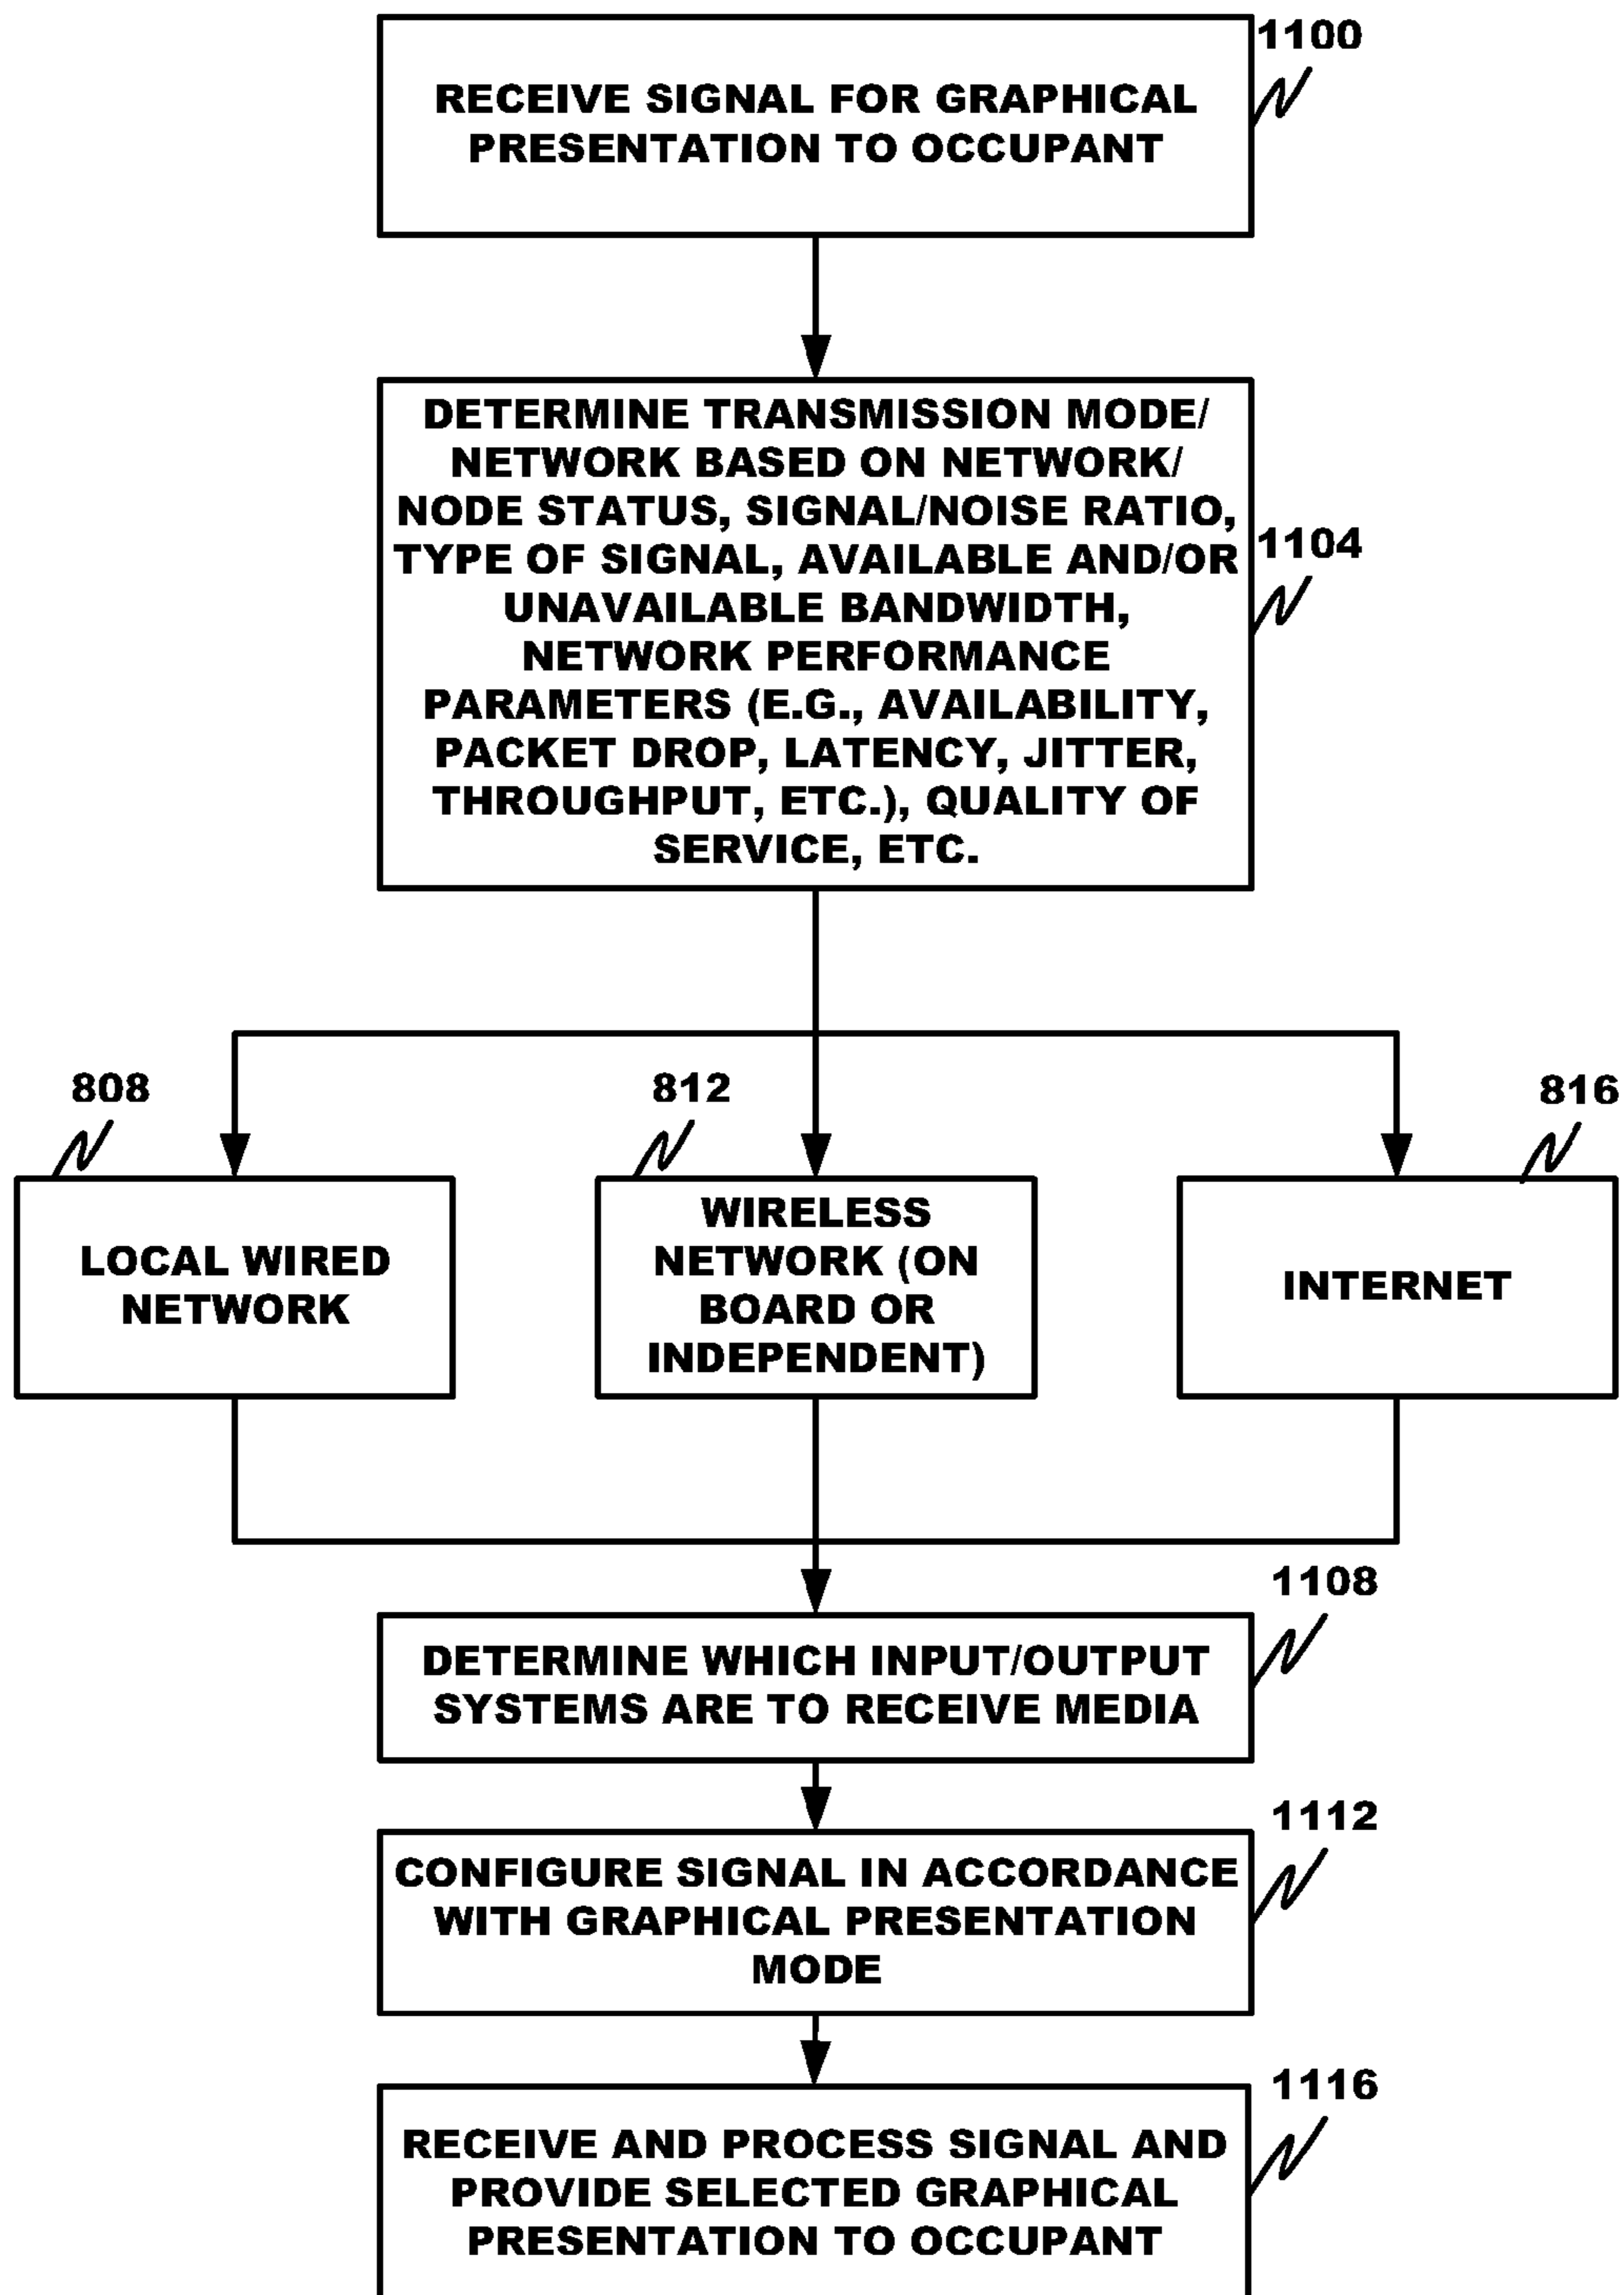 1100
RECEIVE SIGNAL FOR GRAPHICAL
PRESENTATION TO OCCUPANT
DETERMINE TRANSMISSION MODE/
NETWORK BASED ON NETWORK/
NODE STATUS, SIGNAL/NOISE RATIO,
TYPE OF SIGNAL, AVAILABLE AND/OR
UNAVAILABLE BANDWIDTH,
NETWORK PERFORMANCE
PARAMETERS (E.G., AVAILABILITY,
PACKET DROP, LATENCY, JITTER,
THROUGHPUT, ETC.), QUALITY OF
SERVICE, ETC.
1104
808
LOCAL WIRED
NETWORK
812
WIRELESS
NETWORK (ON
BOARD OR
INDEPENDENT)
816
INTERNET
1108
DETERMINE WHICH INPUT/OUTPUT
SYSTEMS ARE TO RECEIVE MEDIA
1112
CONFIGURE SIGNAL IN ACCORDANCE
WITH GRAPHICAL PRESENTATION
MODE
1116
RECEIVE AND PROCESS SIGNAL AND
PROVIDE SELECTED GRAPHICAL
PRESENTATION TO OCCUPANT